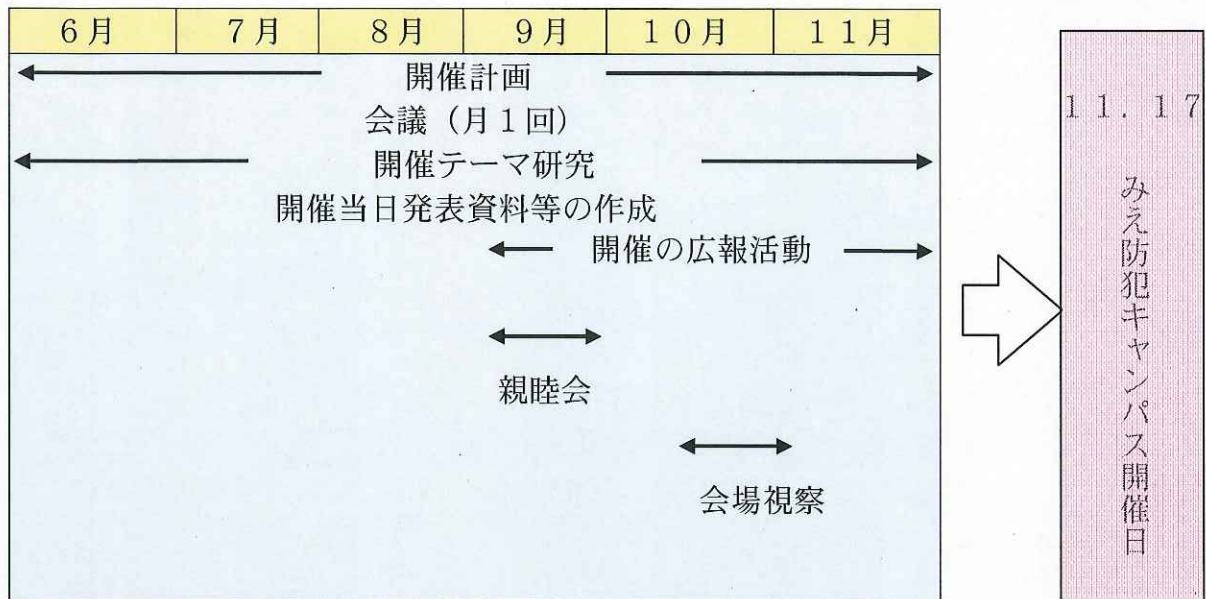 6月 7月 8月 9月 10月 11月
開催計画
会議（月1回）
開催テーマ研究
開催当日発表資料等の作成
開催の広報活動
親睦会
会場視察
11.17
みえ防犯キャンパス開催日